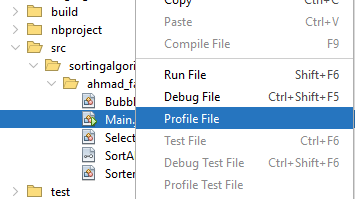 build
nbproject
src
sortingalgori
ahmad_fa
Bubb
Main.
Select
SortA
Sorter
test
Copy Ctrl+C
Paste Ctrl+V
Compile File F9
Run File Shift+F6
Debug File Ctrl+Shift+F5
Profile File
Test File Ctrl+F6
Debug Test File Ctrl+Shift+F6
Profile Test File